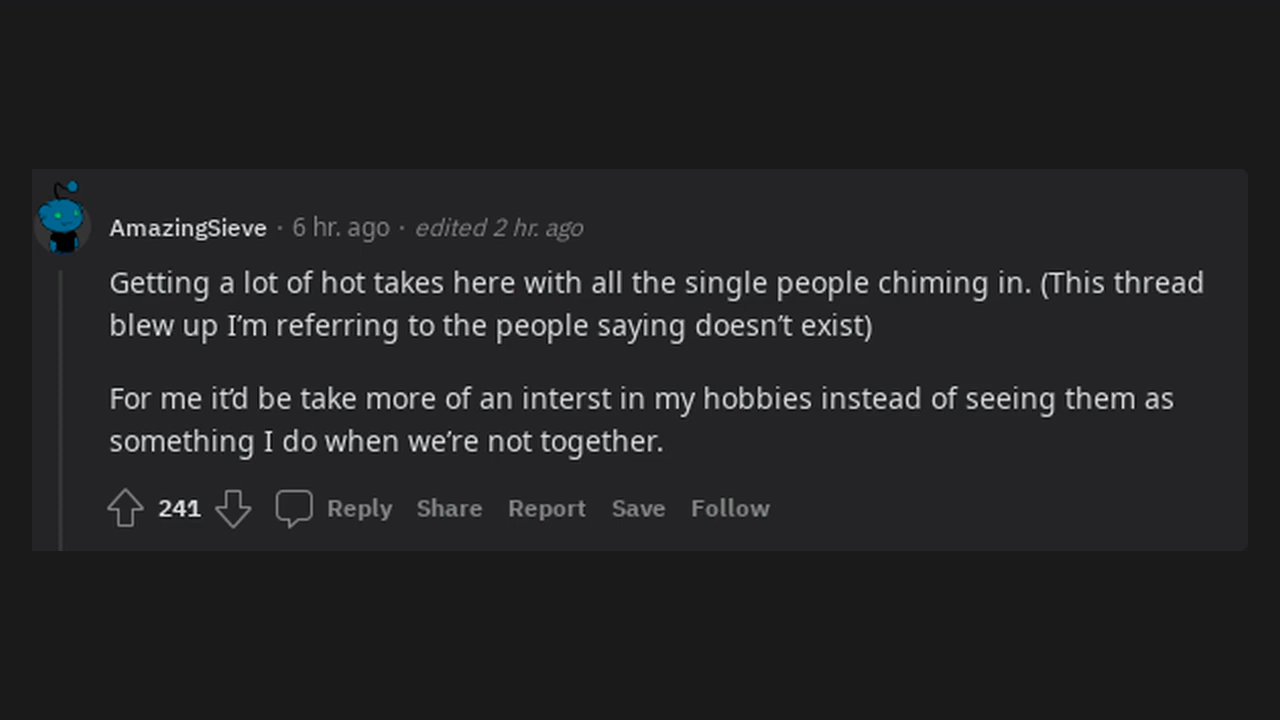 AmazingSieve · 6 hr. ago · edited 2 hr. ago
Getting a lot of hot takes here with all the single people chiming in. (This thread
blew up I’m referring to the people saying doesn’t exist)
For me it’d be take more of an interst in my hobbies instead of seeing them as
something I do when we’re not together.
241 Reply Share Report Save Follow